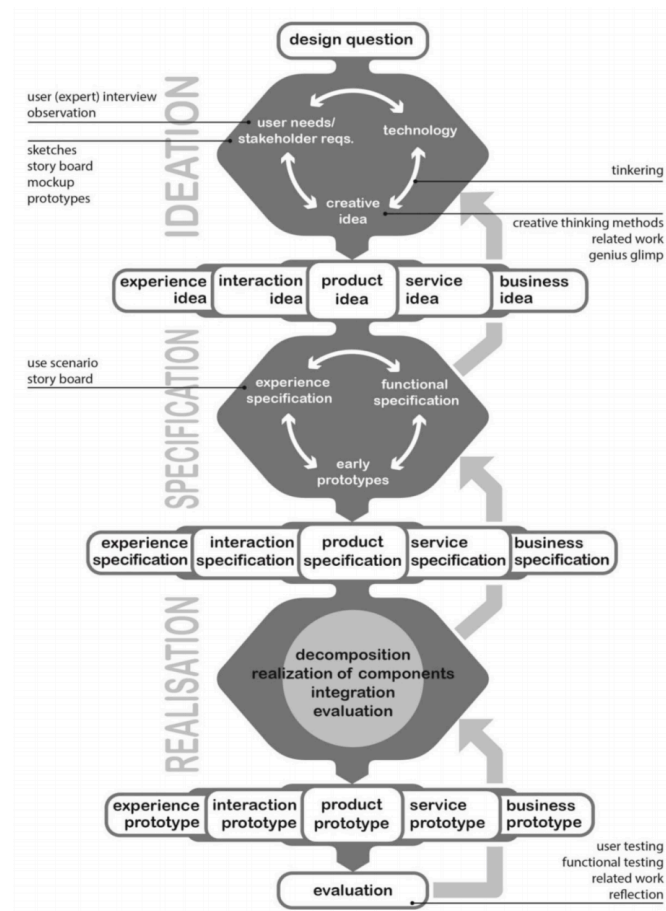 design question
IDEATION
user (expert) interview
observation
sketches
story board
mockup
prototypes
user needs/
stakeholder reqs.
technology
creative
idea
tinkering
creative thinking methods
related work
genius glimp
experience
idea
interaction
idea
product
idea
service
idea
business
idea
SPECIFICATION
use scenario
story board
experience
specification
functional
specification
early
prototypes
experience
specification
interaction
specification
product
specification
service
specification
business
specification
REALISATION
decomposition
realization of components
integration
evaluation
experience
prototype
interaction
prototype
product
prototype
service
prototype
business
prototype
evaluation
user testing
functional testing
related work
reflection